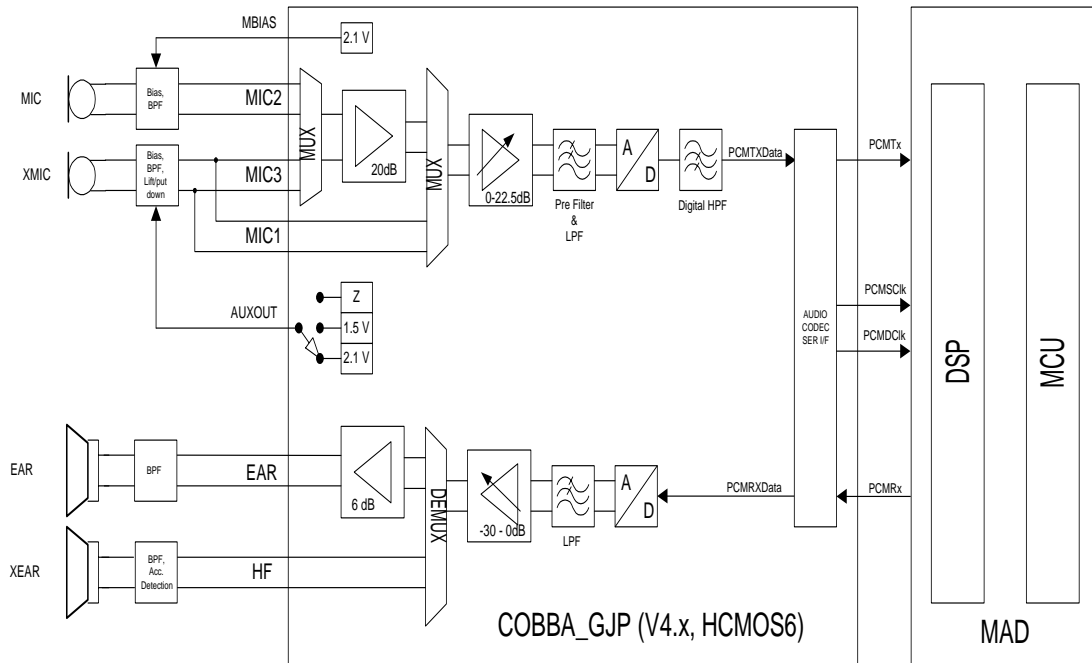 MBIAS
2.1 V
MIC
Bias,
BPF
MIC2
MUX
20dB
MUX
0-22.5dB
Pre Filter
&
LPF
A
D
Digital HPF
PCMTXData
PCMTx
XMIC
Bias,
BPF,
Lift/put
down
MIC3
MIC1
AUXOUT
Z
1.5 V
2.1 V
AUDIO
CODEC
SER I/F
PCMSClk
PCMDClk
DSP
MCU
EAR
BPF
EAR
6 dB
DEMUX
-30 - 0dB
LPF
A
D
PCMRXData
PCMRx
XEAR
BPF,
Acc.
Detection
HF
COBBA_GJP (V4.x, HCMOS6)
MAD